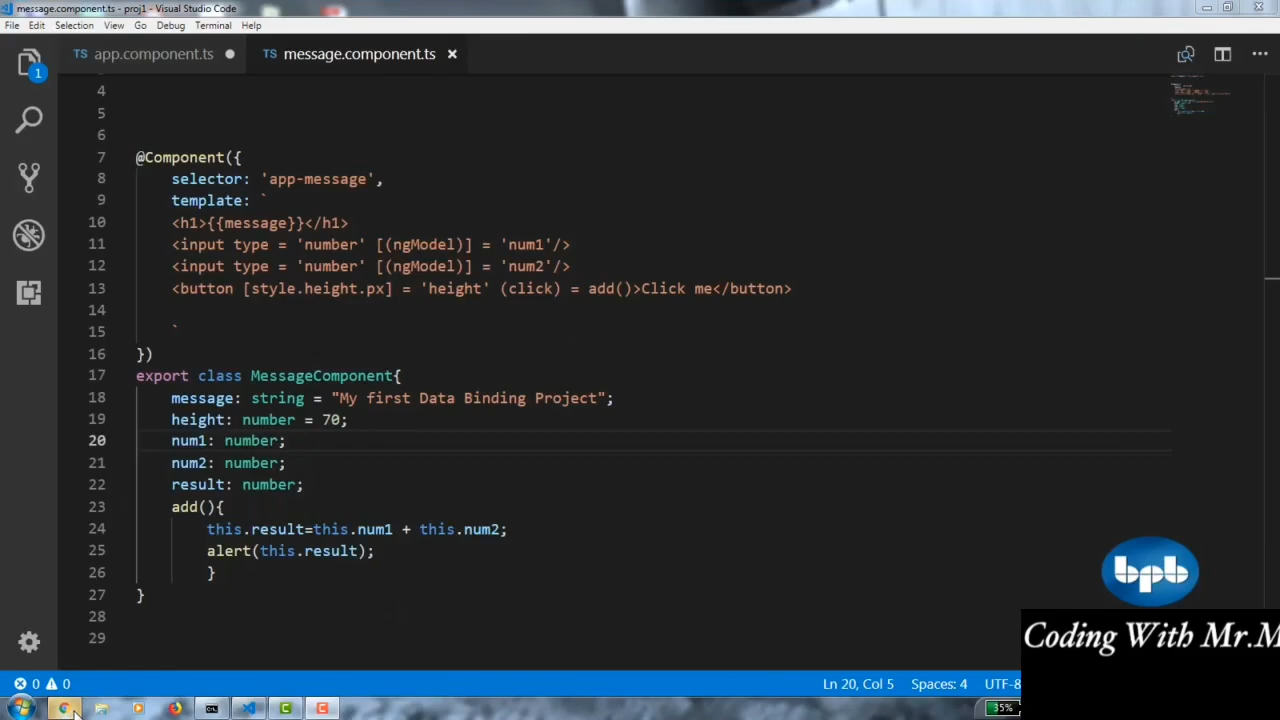 message.component.ts - proj1 - Visual Studio Code
File Edit Selection View Go Debug Terminal Help
TS app.component.ts TS message.component.ts
1
4
5
6
7 @Component({
8 selector: 'app-message',
9 template: `
10 <h1>{{message}}</h1>
11 <input type = 'number' [(ngModel)] = 'num1'/>
12 <input type = 'number' [(ngModel)] = 'num2'/>
13 <button [style.height.px] = 'height' (click) = add()>Click me</button>
14
15 `
16 })
17 export class MessageComponent{
18 message: string = "My first Data Binding Project";
19 height: number = 70;
20 num1: number;
21 num2: number;
22 result: number;
23 add(){
24 this.result=this.num1 + this.num2;
25 alert(this.result);
26 }
27 }
28
29
bpb
Coding With Mr.M
0 0 Ln 20, Col 5 Spaces: 4 UTF-8
35%